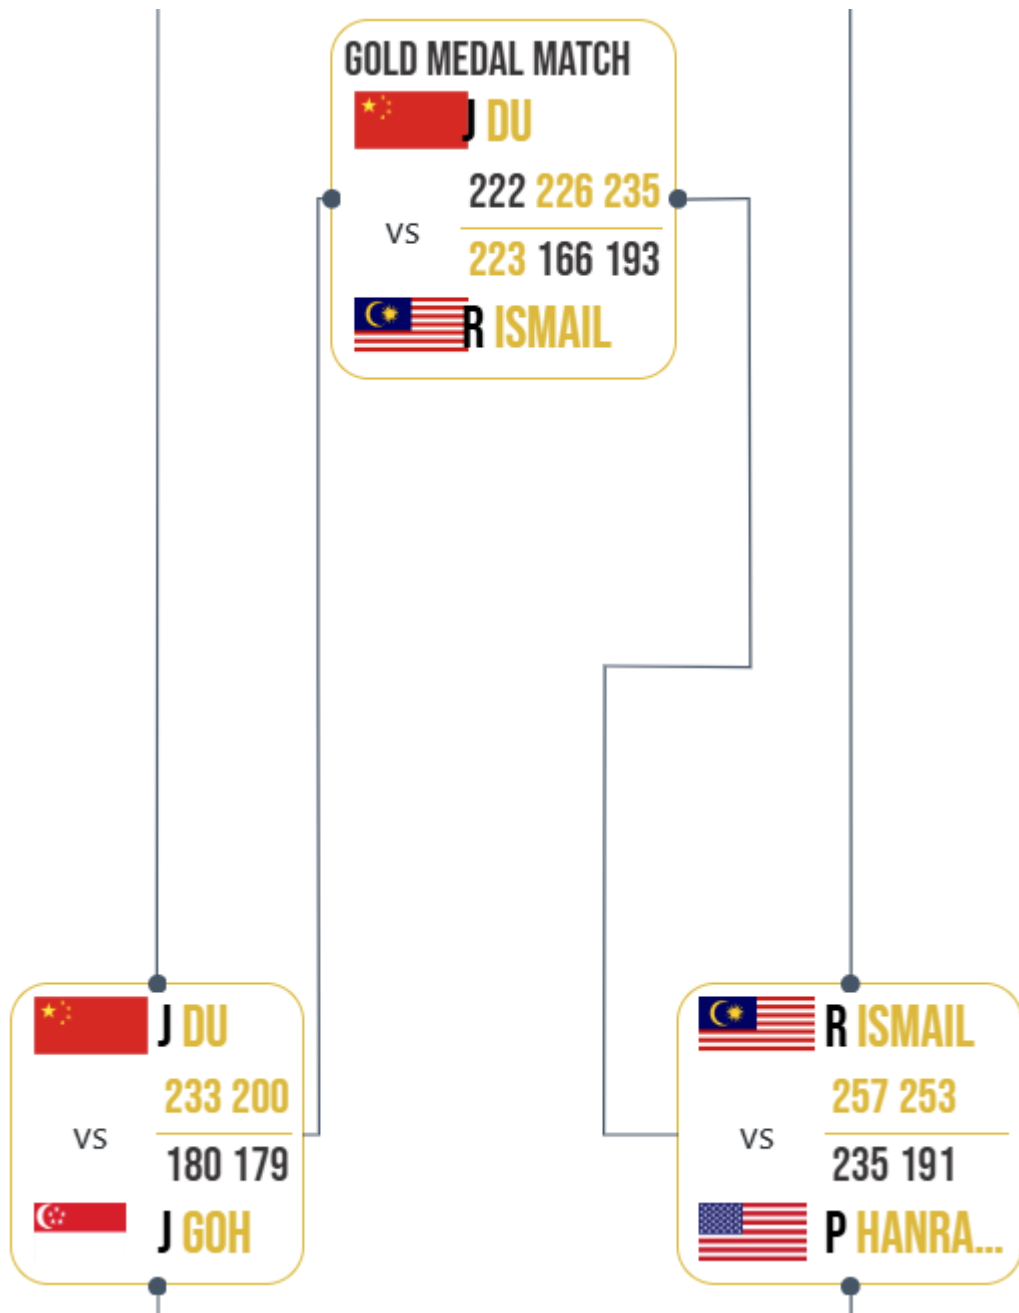 GOLD MEDAL MATCH
J DU
222 226 235
VS
223 166 193
R ISMAIL
J DU
233 200
VS
180 179
J GOH
R ISMAIL
257 253
VS
235 191
P HANRA...